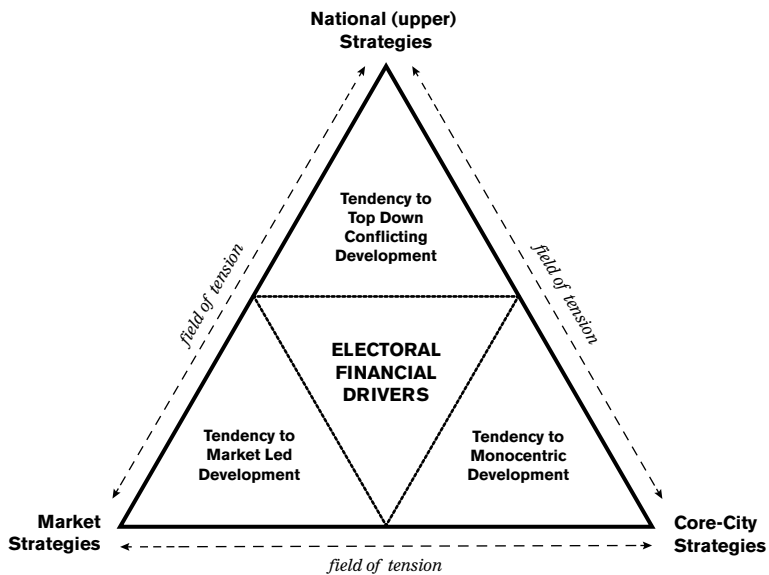 National (upper)
Strategies
Tendency to
Top Down
Conflicting
Development
field of tension
field of tension
ELECTORAL
FINANCIAL
DRIVERS
Tendency to
Market Led
Development
Tendency to
Monocentric
Development
Market
Strategies
Core-City
Strategies
field of tension